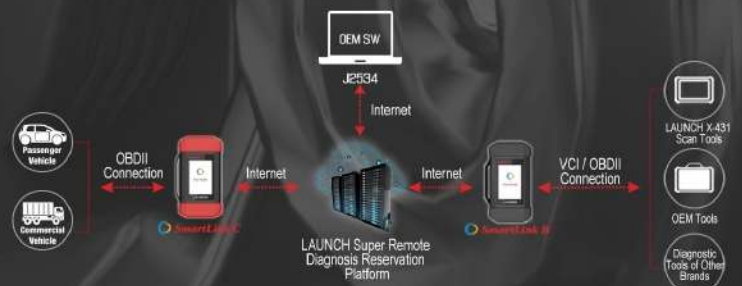 OEM SW
J2534
Internet
Passenger
Vehicle
OBDII
Connection
Internet
Internet
VCI / OBDII
Connection
LAUNCH X-431
Scan Tools
Commercial
Vehicle
SmartLink C
LAUNCH Super Remote
Diagnosis Reservation
Platform
SmartLink B
OEM Tools
Diagnostic
Tools of Other
Brands